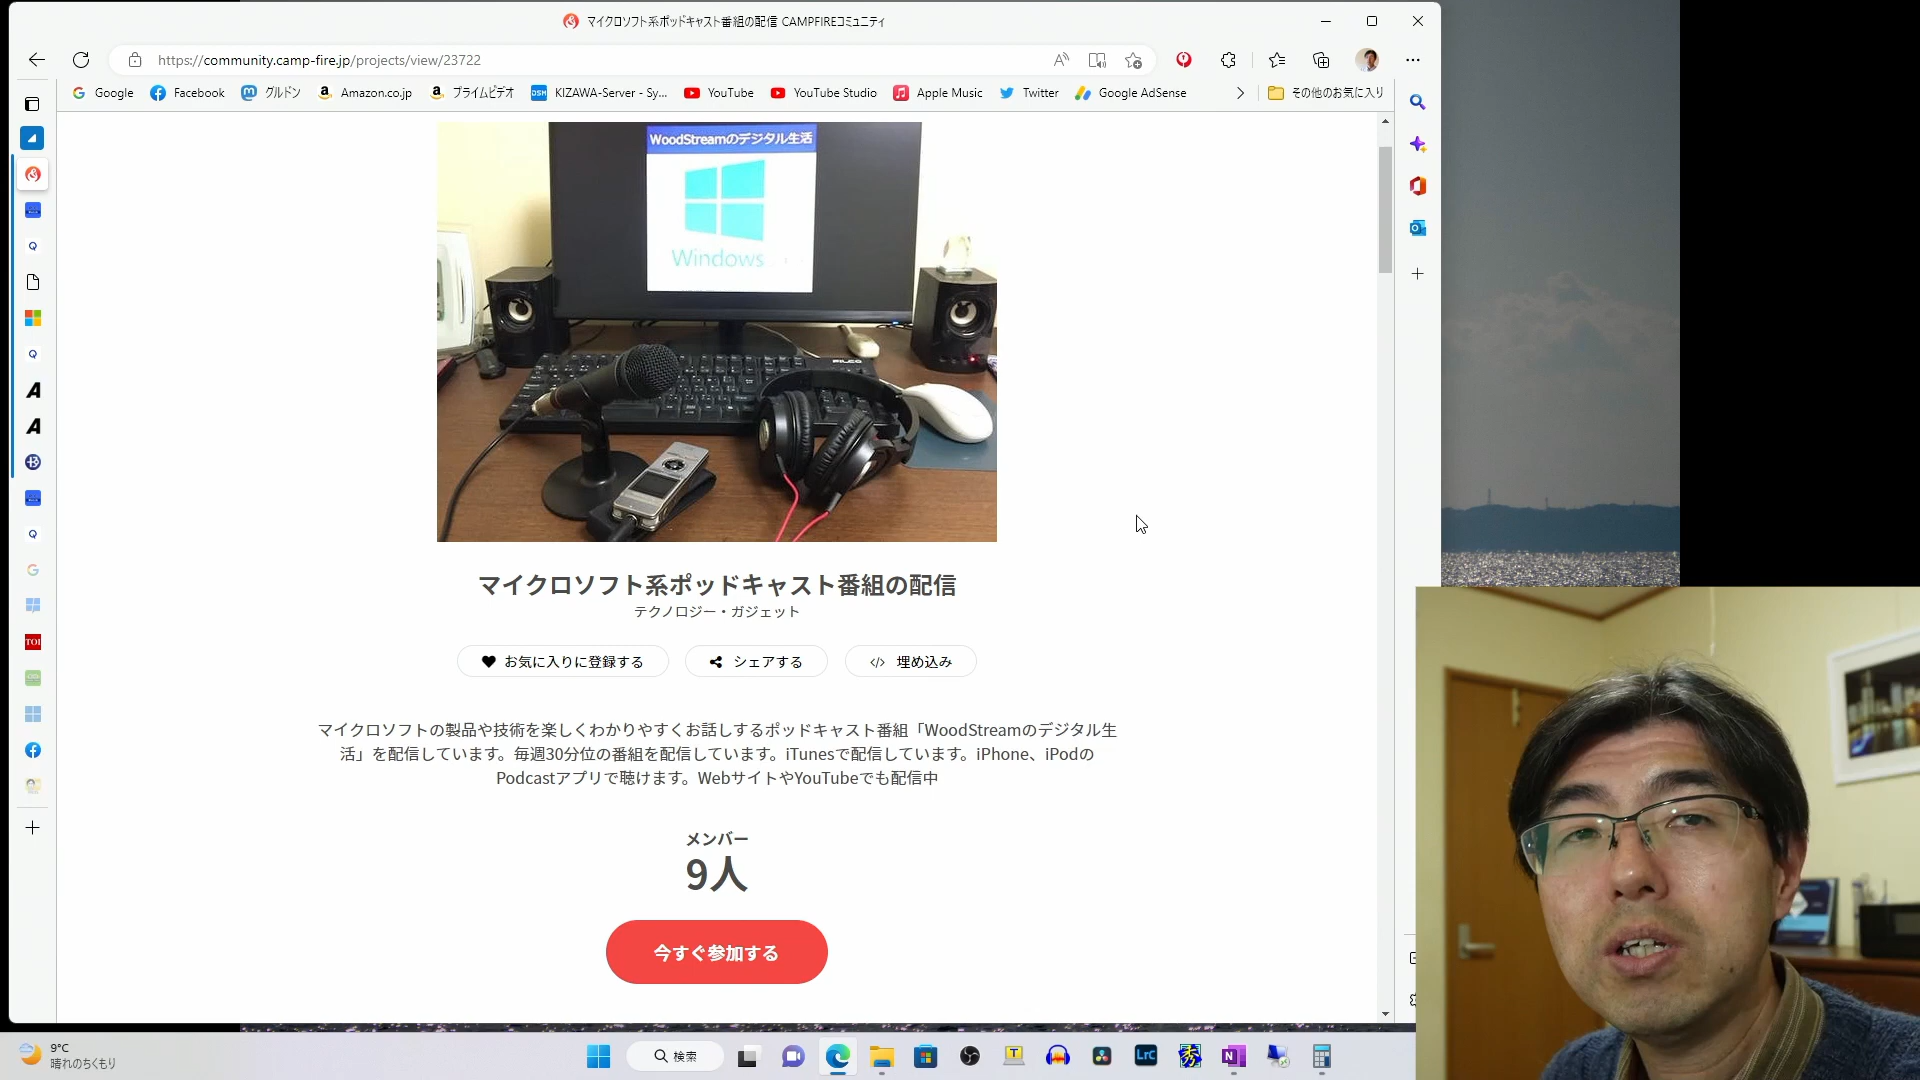 マイクロソフト系ポッドキャスト番組の配信 CAMPFIREコミュニティ
https://community.camp-fire.jp/projects/view/23722
Google Facebook グルドン Amazon.co.jp プライムビデオ KIZAWA-Server - Sy... YouTube YouTube Studio Apple Music Twitter Google AdSense その他のお気に入り
WoodStreamのデジタル生活
Windows
マイクロソフト系ポッドキャスト番組の配信
テクノロジー・ガジェット
お気に入りに登録する シェアする 埋め込み
マイクロソフトの製品や技術を楽しくわかりやすくお話しするポッドキャスト番組「WoodStreamのデジタル生
活」を配信しています。毎週30分位の番組を配信しています。iTunesで配信しています。iPhone、iPodの
Podcastアプリで聴けます。WebサイトやYouTubeでも配信中
メンバー
9人
今すぐ参加する
9°C
晴れのちくもり
検索